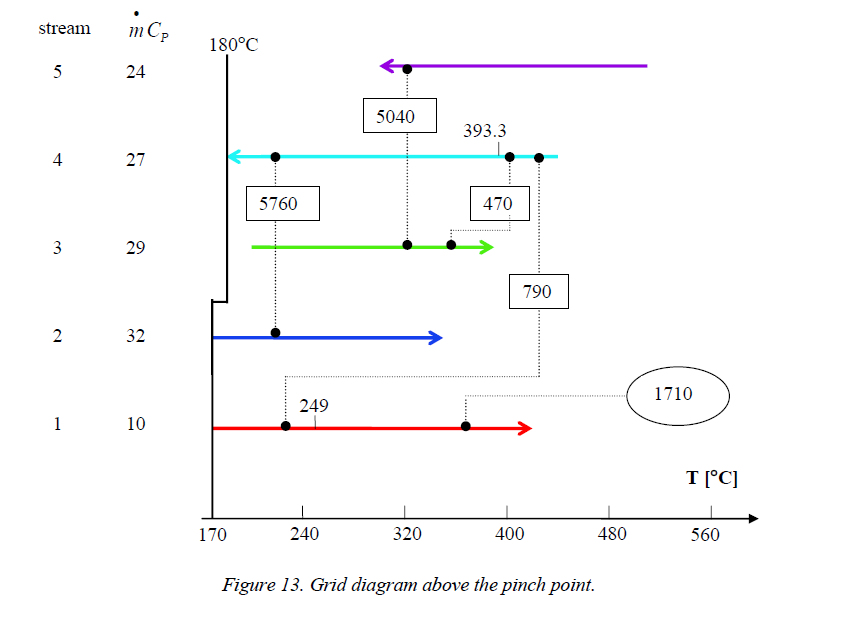 stream ṁ C_P
180°C
5 24
5040
393.3
4 27
5760
470
3 29
790
2 32
1710
249
1 10
T [°C]
170 240 320 400 480 560
Figure 13. Grid diagram above the pinch point.